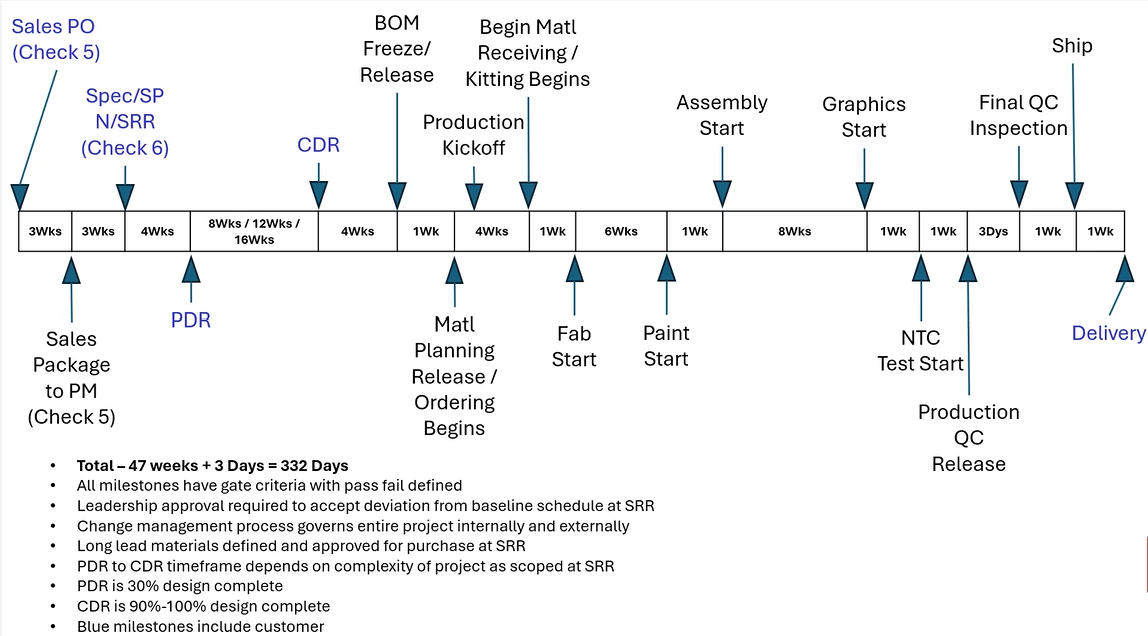 Sales PO
(Check 5)
Spec/SP
N/SRR
(Check 6)
CDR
BOM
Freeze/
Release
Production
Kickoff
Begin Matl
Receiving /
Kitting Begins
Assembly
Start
Graphics
Start
Final QC
Inspection
Ship
3Wks
3Wks
4Wks
8Wks / 12Wks /
16Wks
4Wks
1Wk
4Wks
1Wk
6Wks
1Wk
8Wks
1Wk
1Wk
3Dys
1Wk
1Wk
Sales
Package
to PM
(Check 5)
PDR
Matl
Planning
Release /
Ordering
Begins
Fab
Start
Paint
Start
NTC
Test Start
Production
QC
Release
Delivery
• Total – 47 weeks + 3 Days = 332 Days
• All milestones have gate criteria with pass fail defined
• Leadership approval required to accept deviation from baseline schedule at SRR
• Change management process governs entire project internally and externally
• Long lead materials defined and approved for purchase at SRR
• PDR to CDR timeframe depends on complexity of project as scoped at SRR
• PDR is 30% design complete
• CDR is 90%-100% design complete
• Blue milestones include customer